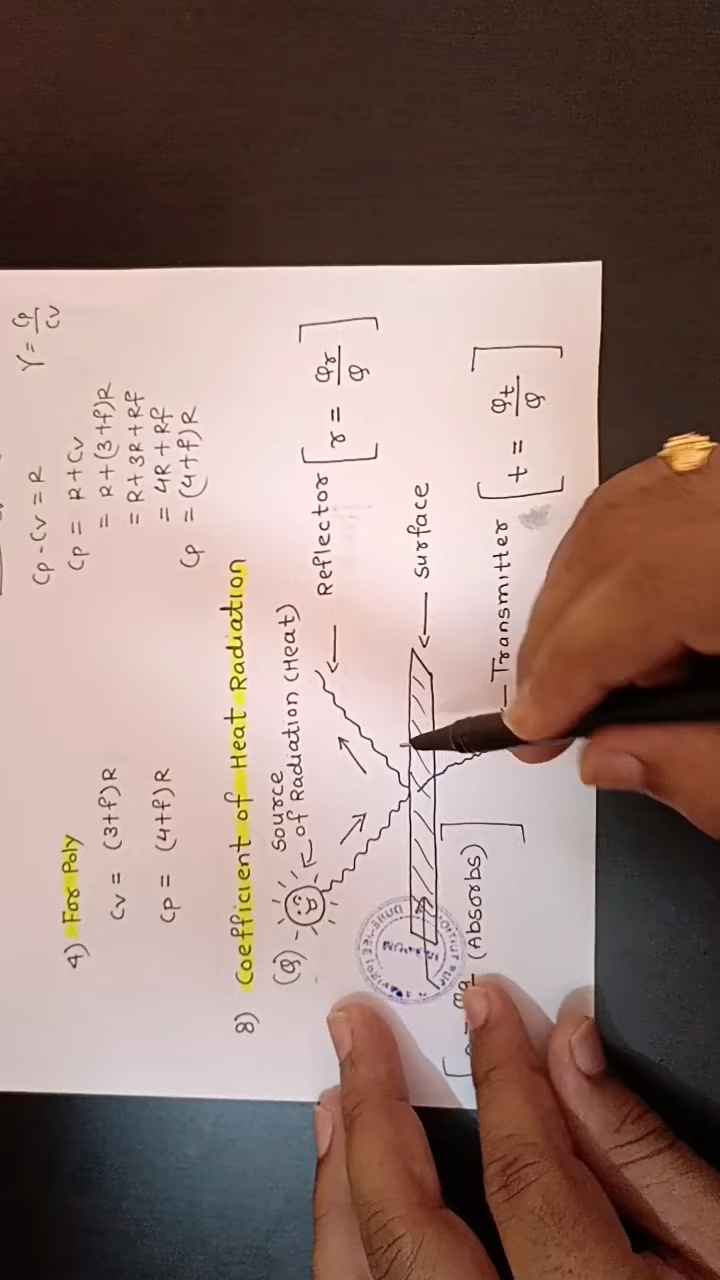 γ = Cp/Cv
4) For Poly
Cv = (3+f)R
Cp = (4+f)R
Cp - Cv = R
Cp = R + Cv
= R + (3+f)R
= R + 3R + Rf
= 4R + Rf
Cp = (4+f)R
8) Coefficient of Heat Radiation
(Q) Source
of Radiation (Heat)
Reflector [r = Qr/Q]
Surface
Transmitter [t = Qt/Q]
(Absorbs)